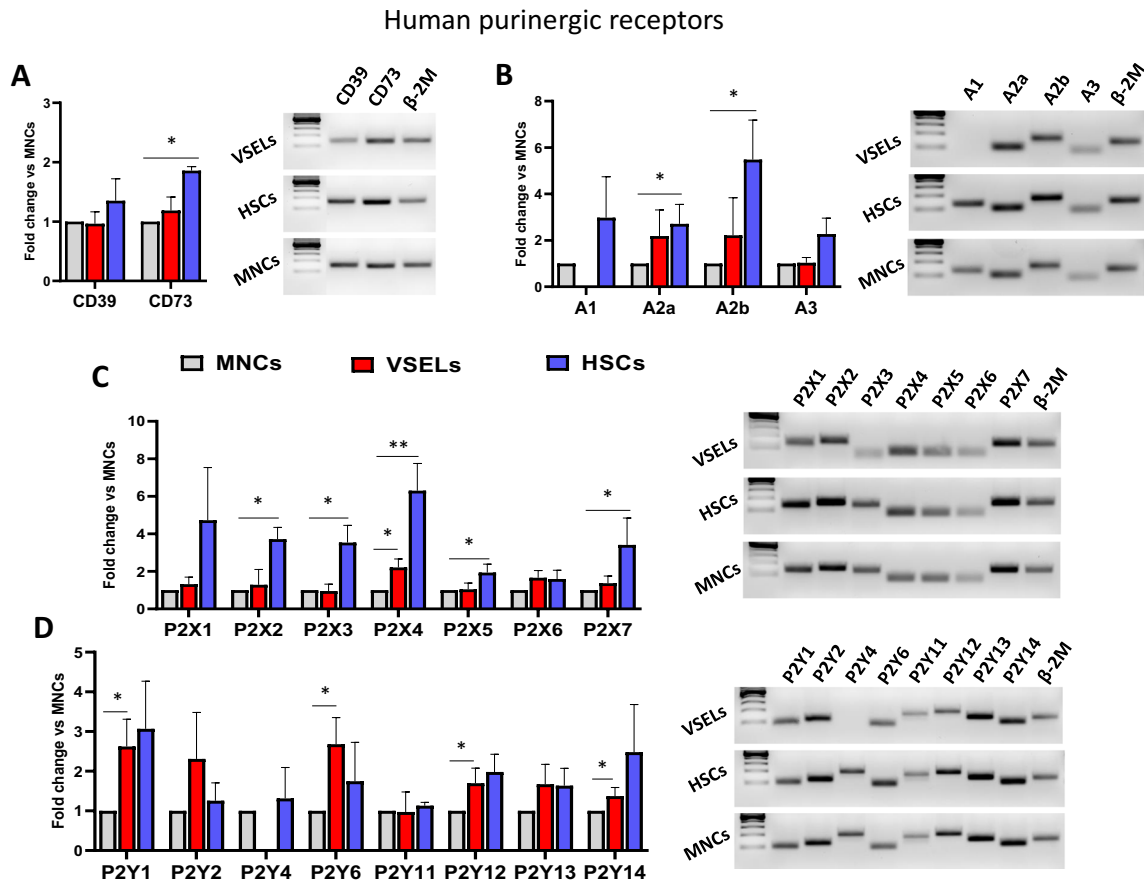 Human purinergic receptors
A
Fold change vs MNCs
3
2
1
0
*
CD39 CD73
CD39 CD73 β-2M
VSELs
HSCs
MNCs
B
Fold change vs MNCs
8
6
4
2
0
* *
A1 A2a A2b A3
A1 A2a A2b A3 β-2M
VSELs
HSCs
MNCs
MNCs VSELs HSCs
C
Fold change vs MNCs
10
8
6
4
2
0
* * * ** * *
P2X1 P2X2 P2X3 P2X4 P2X5 P2X6 P2X7
P2X1 P2X2 P2X3 P2X4 P2X5 P2X6 P2X7 β-2M
VSELs
HSCs
MNCs
D
Fold change vs MNCs
5
4
3
2
1
0
* * * *
P2Y1 P2Y2 P2Y4 P2Y6 P2Y11 P2Y12 P2Y13 P2Y14
P2Y1 P2Y2 P2Y4 P2Y6 P2Y11 P2Y12 P2Y13 P2Y14 β-2M
VSELs
HSCs
MNCs